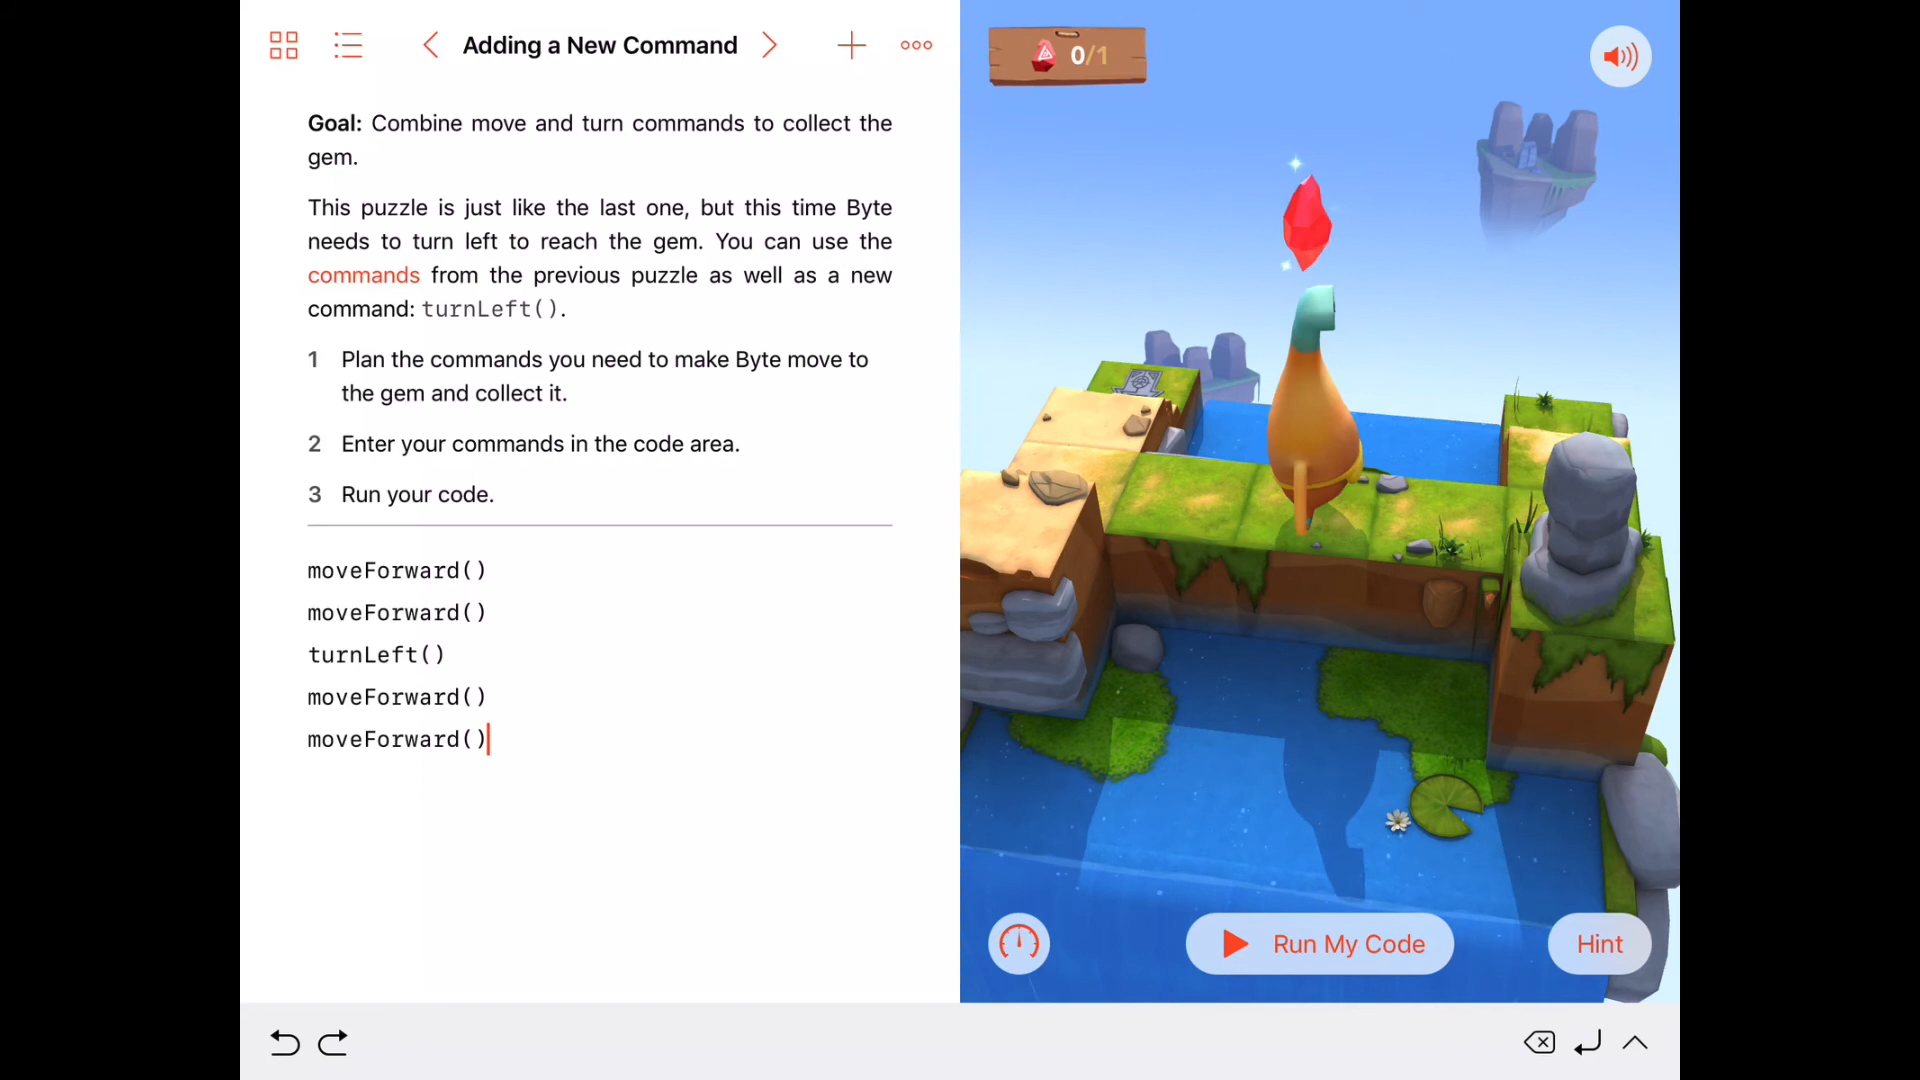 Adding a New Command
Goal: Combine move and turn commands to collect the
gem.
This puzzle is just like the last one, but this time Byte
needs to turn left to reach the gem. You can use the
commands from the previous puzzle as well as a new
command: turnLeft().
1 Plan the commands you need to make Byte move to
the gem and collect it.
2 Enter your commands in the code area.
3 Run your code.
moveForward()
moveForward()
turnLeft()
moveForward()
moveForward()
0/1
Run My Code
Hint